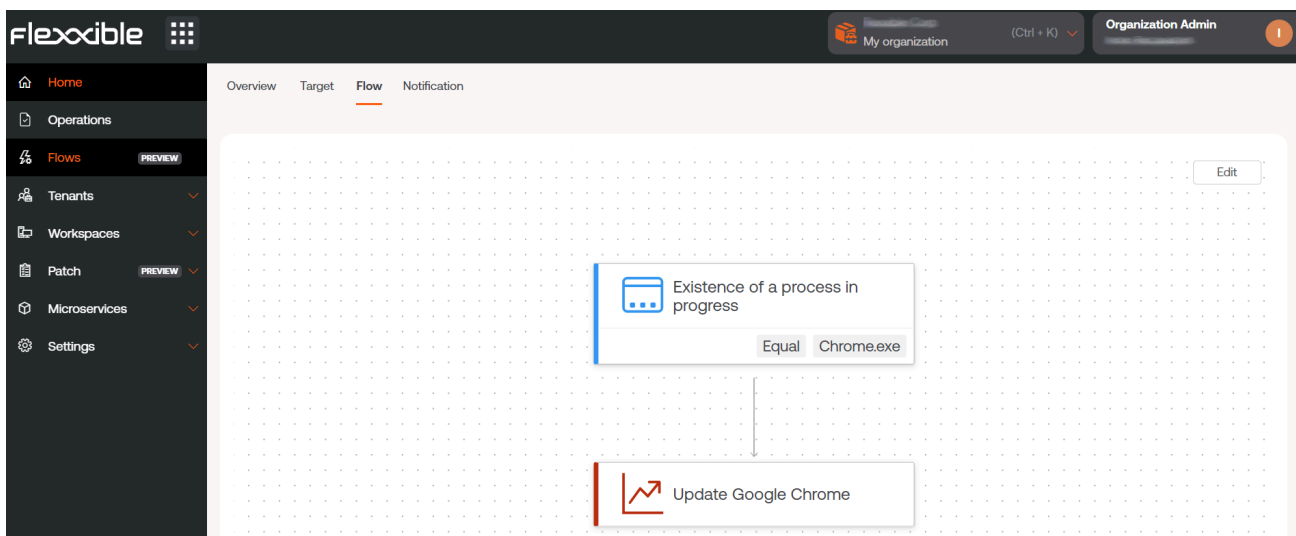 Flexxible
My organization
(Ctrl + K)
Organization Admin
I
Home
Operations
Flows PREVIEW
Tenants
Workspaces
Patch PREVIEW
Microservices
Settings
Overview Target Flow Notification
Edit
Existence of a process in
progress
Equal Chrome.exe
Update Google Chrome